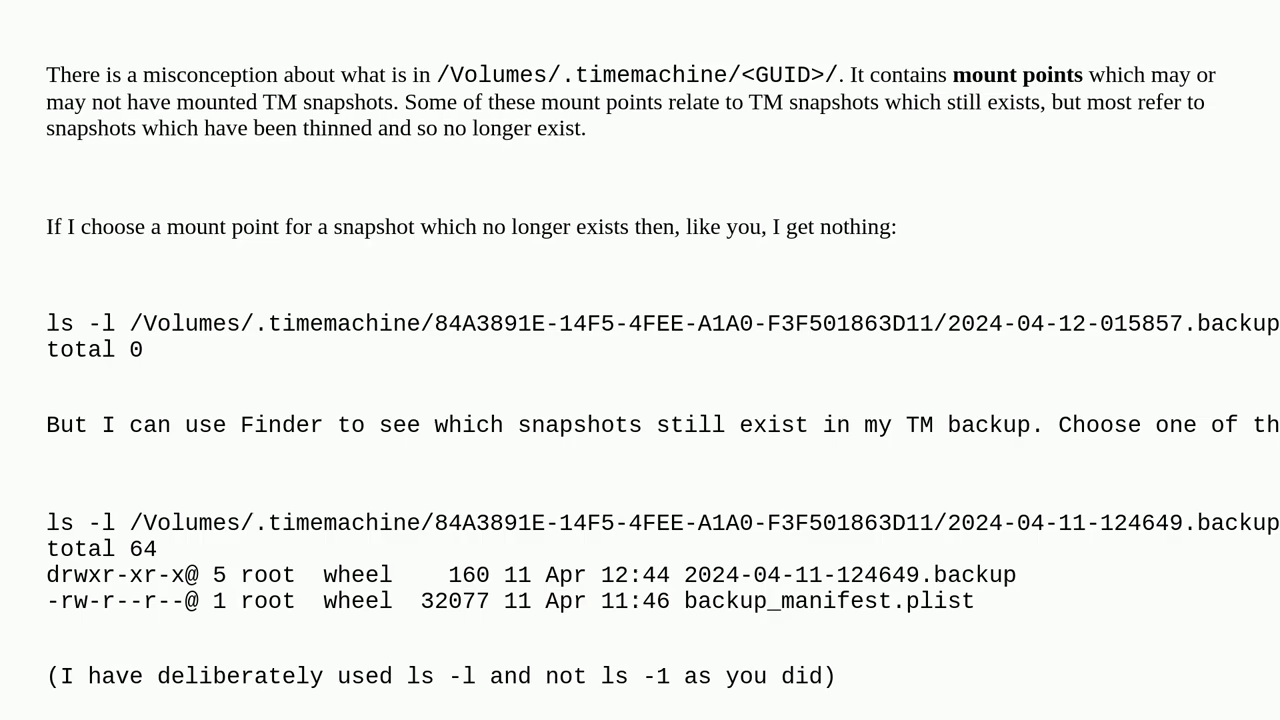 There is a misconception about what is in /Volumes/.timemachine/<GUID>/. It contains mount points which may or
may not have mounted TM snapshots. Some of these mount points relate to TM snapshots which still exists, but most refer to
snapshots which have been thinned and so no longer exist.
If I choose a mount point for a snapshot which no longer exists then, like you, I get nothing:
ls -l /Volumes/.timemachine/84A3891E-14F5-4FEE-A1A0-F3F501863D11/2024-04-12-015857.backup
total 0
But I can use Finder to see which snapshots still exist in my TM backup. Choose one of th
ls -l /Volumes/.timemachine/84A3891E-14F5-4FEE-A1A0-F3F501863D11/2024-04-11-124649.backup
total 64
drwxr-xr-x@ 5 root  wheel    160 11 Apr 12:44 2024-04-11-124649.backup
-rw-r--r--@ 1 root  wheel  32077 11 Apr 11:46 backup_manifest.plist
(I have deliberately used ls -l and not ls -1 as you did)